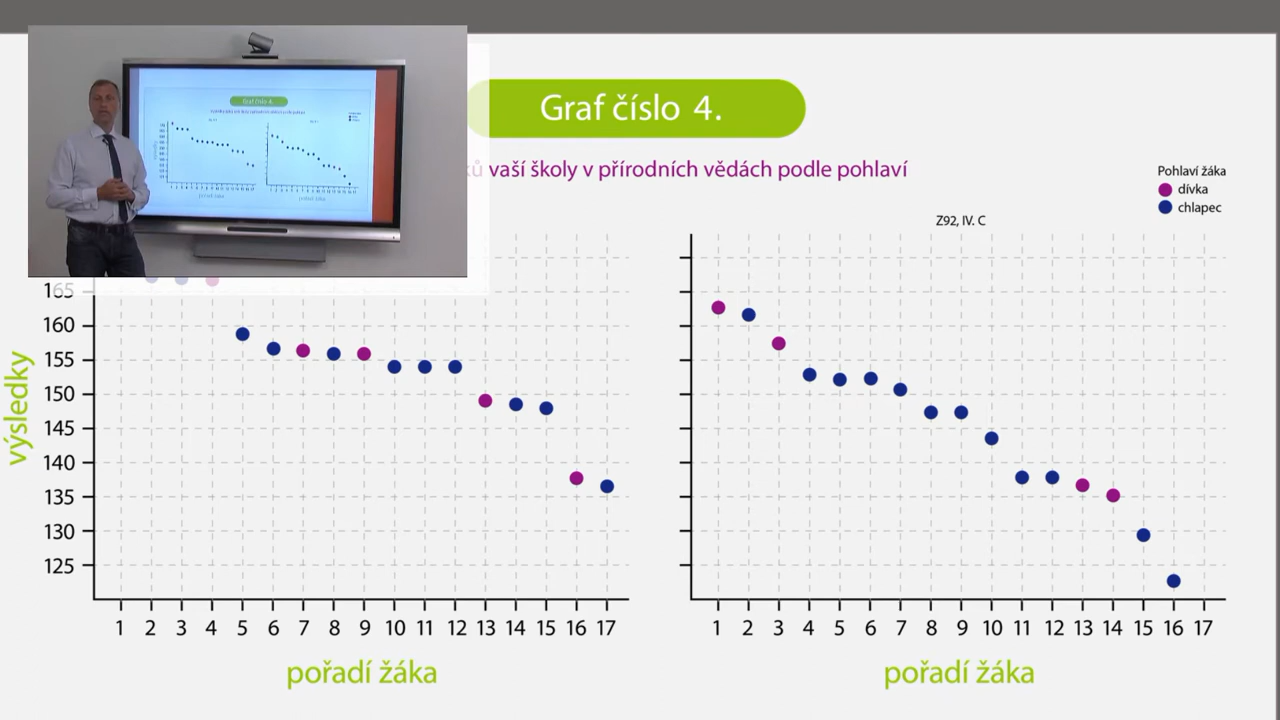 Graf číslo 4.
vaší školy v přírodních vědách podle pohlaví
Pohlaví žáka
dívka
chlapec
Z92, IV. C
165
160
155
150
145
140
135
130
125
výsledky
1 2 3 4 5 6 7 8 9 10 11 12 13 14 15 16 17
1 2 3 4 5 6 7 8 9 10 11 12 13 14 15 16 17
pořadí žáka
pořadí žáka
Graf číslo 4.